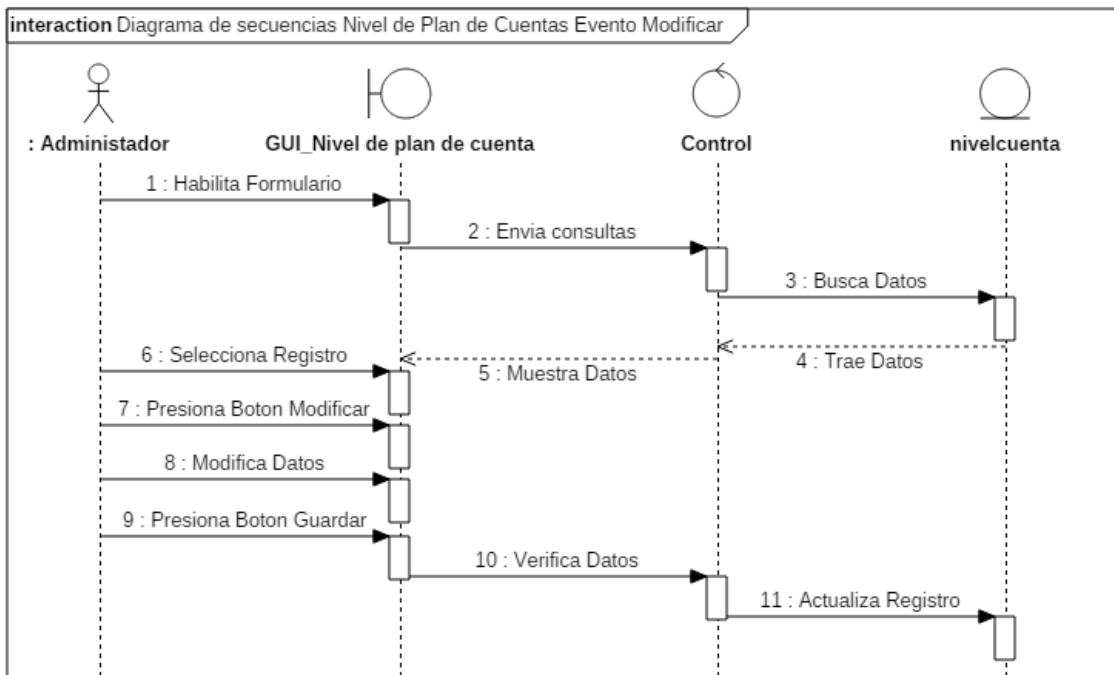 interaction Diagrama de secuencias Nivel de Plan de Cuentas Evento Modificar
: Administador
GUI_Nivel de plan de cuenta
Control
nivelcuenta
1 : Habilita Formulario
2 : Envia consultas
3 : Busca Datos
4 : Trae Datos
5 : Muestra Datos
6 : Selecciona Registro
7 : Presiona Boton Modificar
8 : Modifica Datos
9 : Presiona Boton Guardar
10 : Verifica Datos
11 : Actualiza Registro